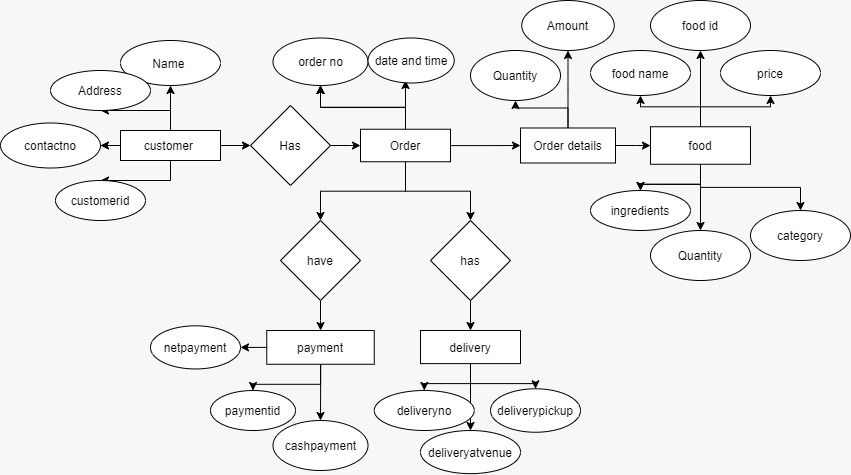 Name
Address
contactno
customer
customerid
Has
order no
date and time
Order
Quantity
Amount
Order details
food id
food name
price
food
ingredients
Quantity
category
have
has
netpayment
payment
paymentid
cashpayment
delivery
deliveryno
deliverypickup
deliveryatvenue